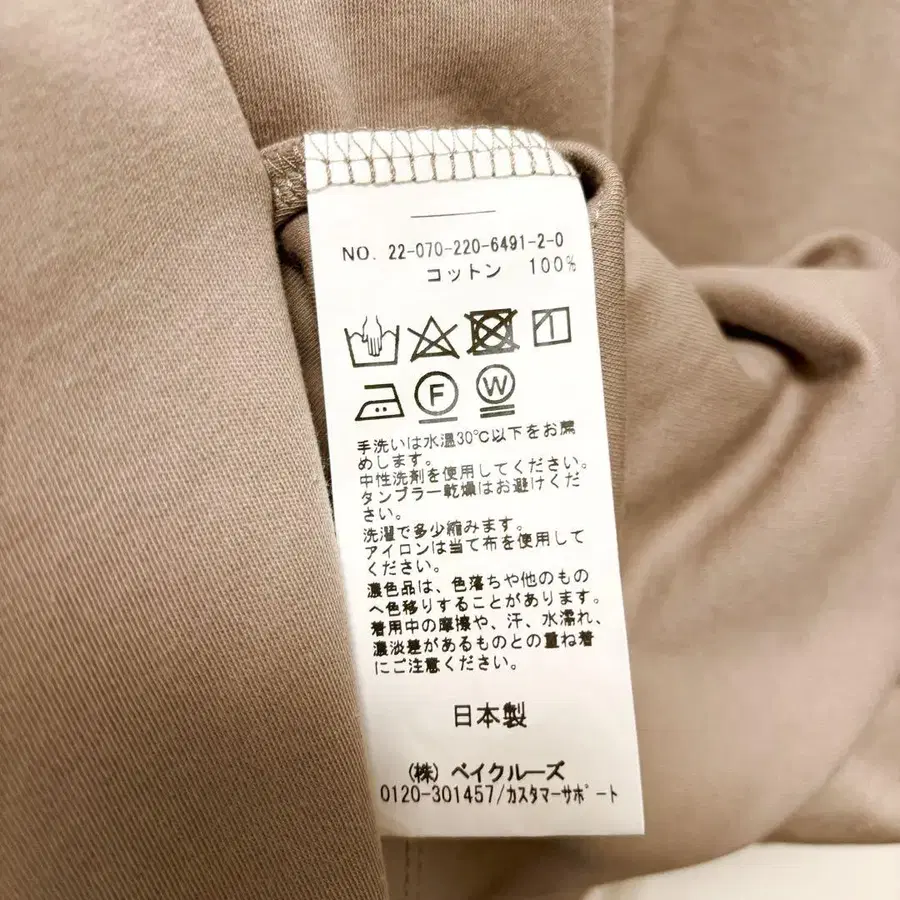 NO. 22-070-220-6491-2-0
コットン 100%
F W
手洗いは水温30℃以下をお薦
めします。
中性洗剤を使用してください。
タンブラー乾燥はお避けくだ
さい。
洗濯で多少縮みます。
アイロンは当て布を使用して
ください。
濃色品は、色落ちや他のもの
へ色移りすることがあります。
着用中の摩擦や、汗、水濡れ、
濃淡差があるものとの重ね着
にご注意ください。
日本製
(株) ベイクルーズ
0120-301457/カスタマーサポート